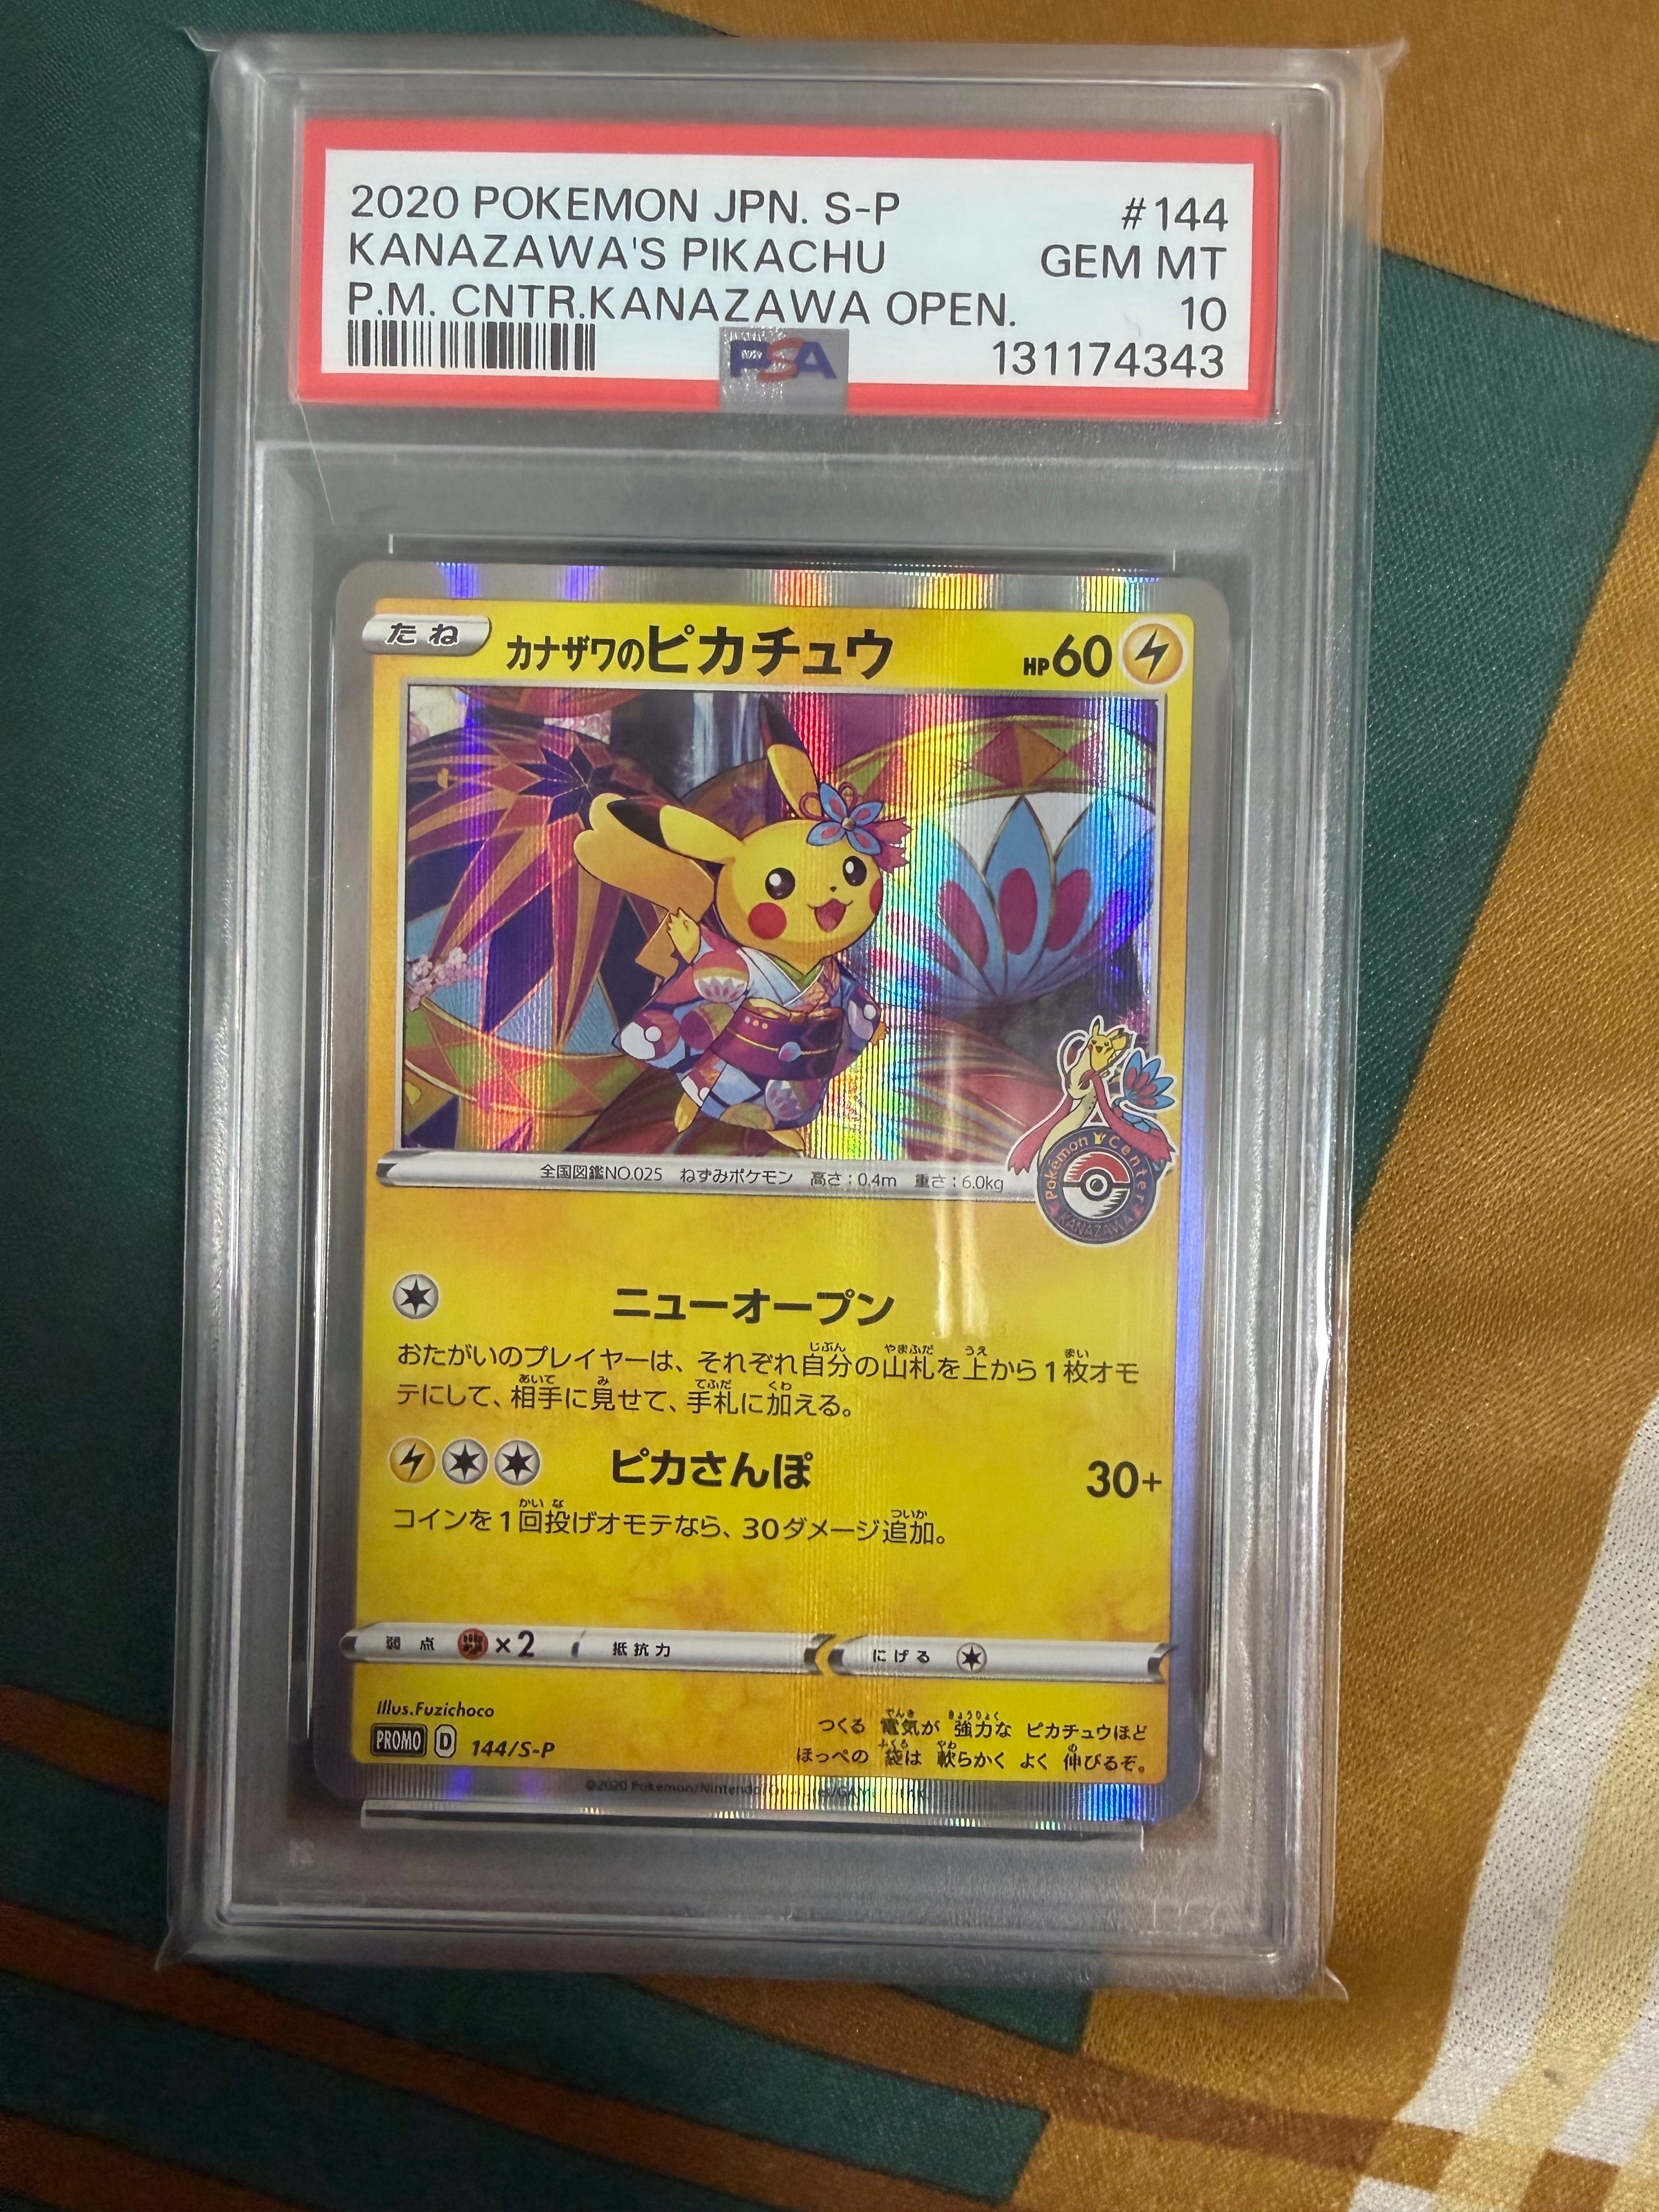 2020 POKEMON JPN. S-P #144
KANAZAWA'S PIKACHU GEM MT
P.M. CNTR.KANAZAWA OPEN. 10
PSA 131174343
たね カナザワのピカチュウ HP60
全国図鑑NO.025 ねずみポケモン 高さ:0.4m 重さ:6.0kg
Pokémon Center
KANAZAWA
ニューオープン
おたがいのプレイヤーは、それぞれ自分の山札を上から1枚オモ
テにして、相手に見せて、手札に加える。
ピカさんぽ 30+
コインを1回投げオモテなら、30ダメージ追加。
弱点 ×2 抵抗力 にげる
Illus.Fuzichoco
つくる 電気が 強力な ピカチュウほど
PROMO D 144/S-P
ほっぺの 袋は 軟らかく よく 伸びるぞ。
©2020 Pokémon/Nintendo